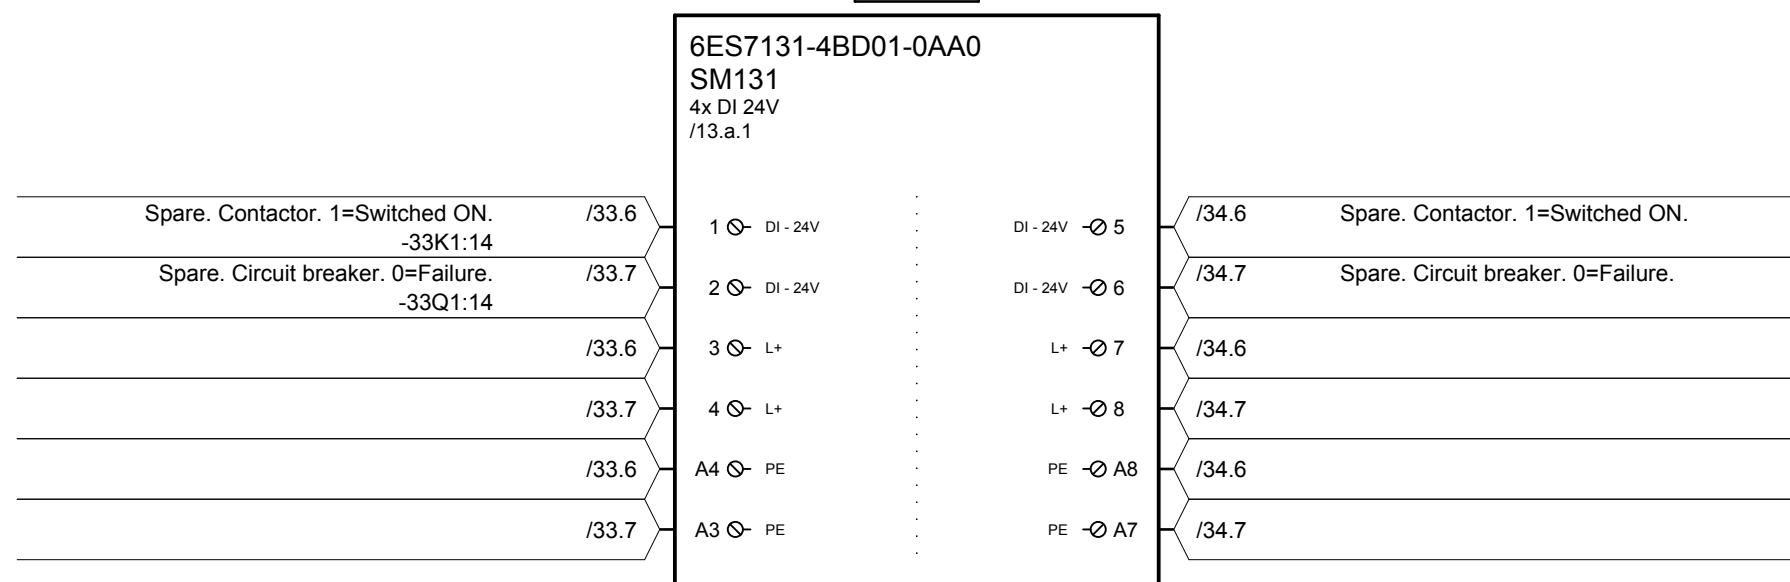 6ES7131-4BD01-0AA0
SM131
4x DI 24V
/13.a.1
Spare. Contactor. 1=Switched ON. /33.6 1 DI - 24V DI - 24V 5 /34.6 Spare. Contactor. 1=Switched ON.
-33K1:14
Spare. Circuit breaker. 0=Failure. /33.7 2 DI - 24V DI - 24V 6 /34.7 Spare. Circuit breaker. 0=Failure.
-33Q1:14
/33.6 3 L+ L+ 7 /34.6
/33.7 4 L+ L+ 8 /34.7
/33.6 A4 PE PE A8 /34.6
/33.7 A3 PE PE A7 /34.7